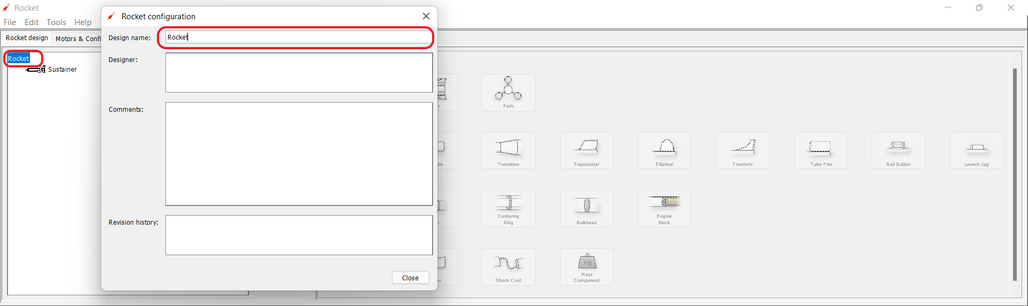 Rocket
File Edit Tools Help
Rocket design Motors & Confi
Rocket
Sustainer
Rocket configuration
Design name: Rocket
Designer:
Comments:
Revision history:
Close
Pods
Transition Trapezoidal Elliptical Freeform Tube Fins Rail Button Launch Lug
Centering
Ring
Bulkhead
Engine
Block
Shock Cord
Mass
Component